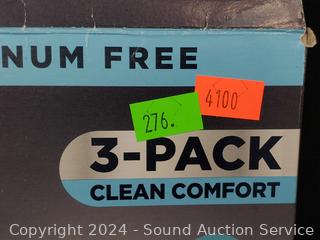 NUM FREE
4100
276.
3-PACK
CLEAN COMFORT
Copyright 2024 - Sound Auction Service